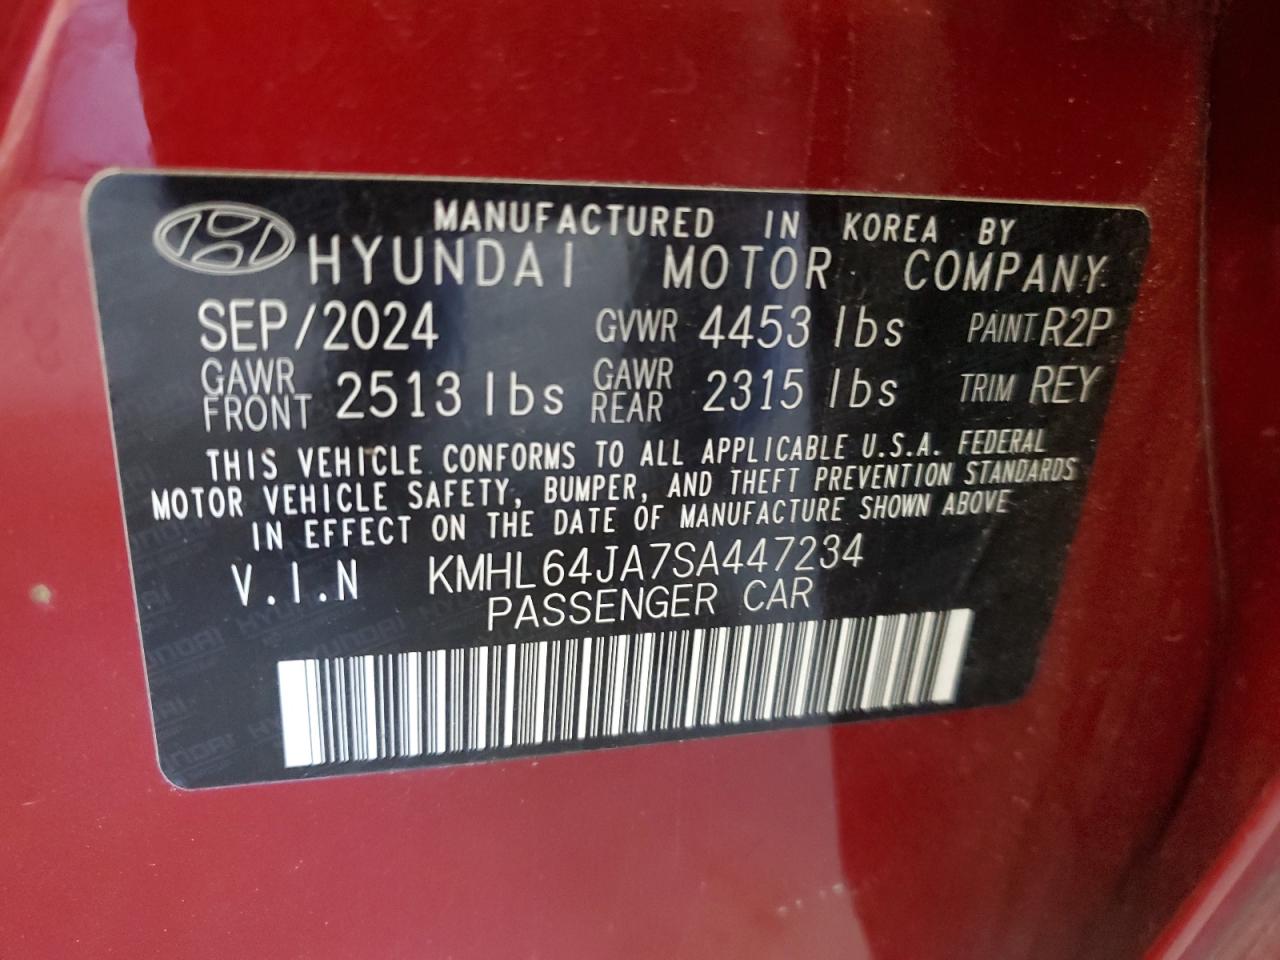 MANUFACTURED IN KOREA BY
HYUNDAI MOTOR COMPANY
SEP/2024 GVWR 4453 lbs PAINT R2P
GAWR FRONT 2513 lbs GAWR REAR 2315 lbs TRIM REY
THIS VEHICLE CONFORMS TO ALL APPLICABLE U.S.A. FEDERAL
MOTOR VEHICLE SAFETY, BUMPER, AND THEFT PREVENTION STANDARDS
IN EFFECT ON THE DATE OF MANUFACTURE SHOWN ABOVE
V.I.N KMHL64JA7SA447234
PASSENGER CAR